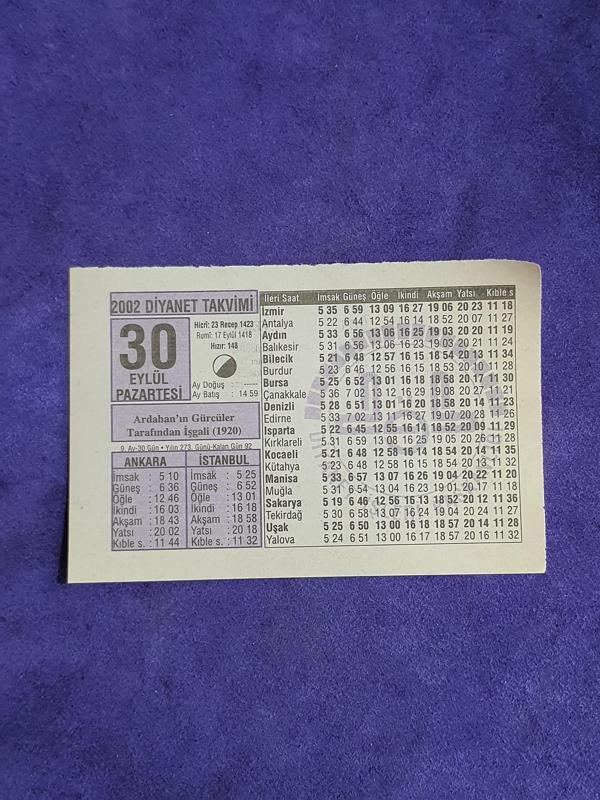 2002 DİYANET TAKVİMİ
30
EYLÜL
PAZARTESİ
Hicrî: 23 Recep 1423
Rumî: 17 Eylül 1418
Hızır: 148
Ay Doğuş : -----
Ay Batış : 14 59
Ardahan'ın Gürcüler
Tarafından İşgali (1920)
9. Ay-30 Gün • Yılın 273. Günü-Kalan Gün 92
ANKARA
İmsak : 5 10
Güneş : 6 36
Öğle : 12 46
İkindi : 16 03
Akşam : 18 43
Yatsı : 20 02
Kıble s. : 11 44
İSTANBUL
: 5 25
: 6 52
: 13 01
: 16 18
: 18 58
: 20 18
: 11 32
İleri Saat İmsak Güneş Öğle İkindi Akşam Yatsı Kıble s
İzmir 5 35 6 59 13 09 16 27 19 06 20 23 11 18
Antalya 5 22 6 44 12 54 16 14 18 52 20 07 11 27
Aydın 5 33 6 56 13 06 16 25 19 03 20 20 11 19
Balıkesir 5 31 6 56 13 06 16 23 19 03 20 21 11 24
Bilecik 5 21 6 48 12 57 16 15 18 54 20 13 11 34
Burdur 5 23 6 46 12 56 16 15 18 53 20 10 11 28
Bursa 5 25 6 52 13 01 16 18 18 58 20 17 11 30
Çanakkale 5 36 7 02 13 11 16 28 19 08 20 27 11 21
Denizli 5 28 6 51 13 01 16 20 18 58 20 14 11 23
Edirne 5 33 7 02 13 11 16 27 19 07 20 28 11 26
Isparta 5 22 6 45 12 55 16 14 18 52 20 09 11 29
Kırklareli 5 31 6 59 13 08 16 25 19 05 20 26 11 28
Kocaeli 5 21 6 48 12 58 16 14 18 54 20 14 11 35
Kütahya 5 23 6 48 12 58 16 15 18 54 20 13 11 32
Manisa 5 33 6 57 13 07 16 26 19 04 20 22 11 20
Muğla 5 31 6 54 13 04 16 23 19 01 20 17 11 18
Sakarya 5 19 6 46 12 56 16 13 18 52 20 12 11 36
Tekirdağ 5 30 6 58 13 07 16 24 19 04 20 24 11 27
Uşak 5 25 6 50 13 00 16 18 18 57 20 14 11 28
Yalova 5 24 6 51 13 00 16 17 18 57 20 16 11 32